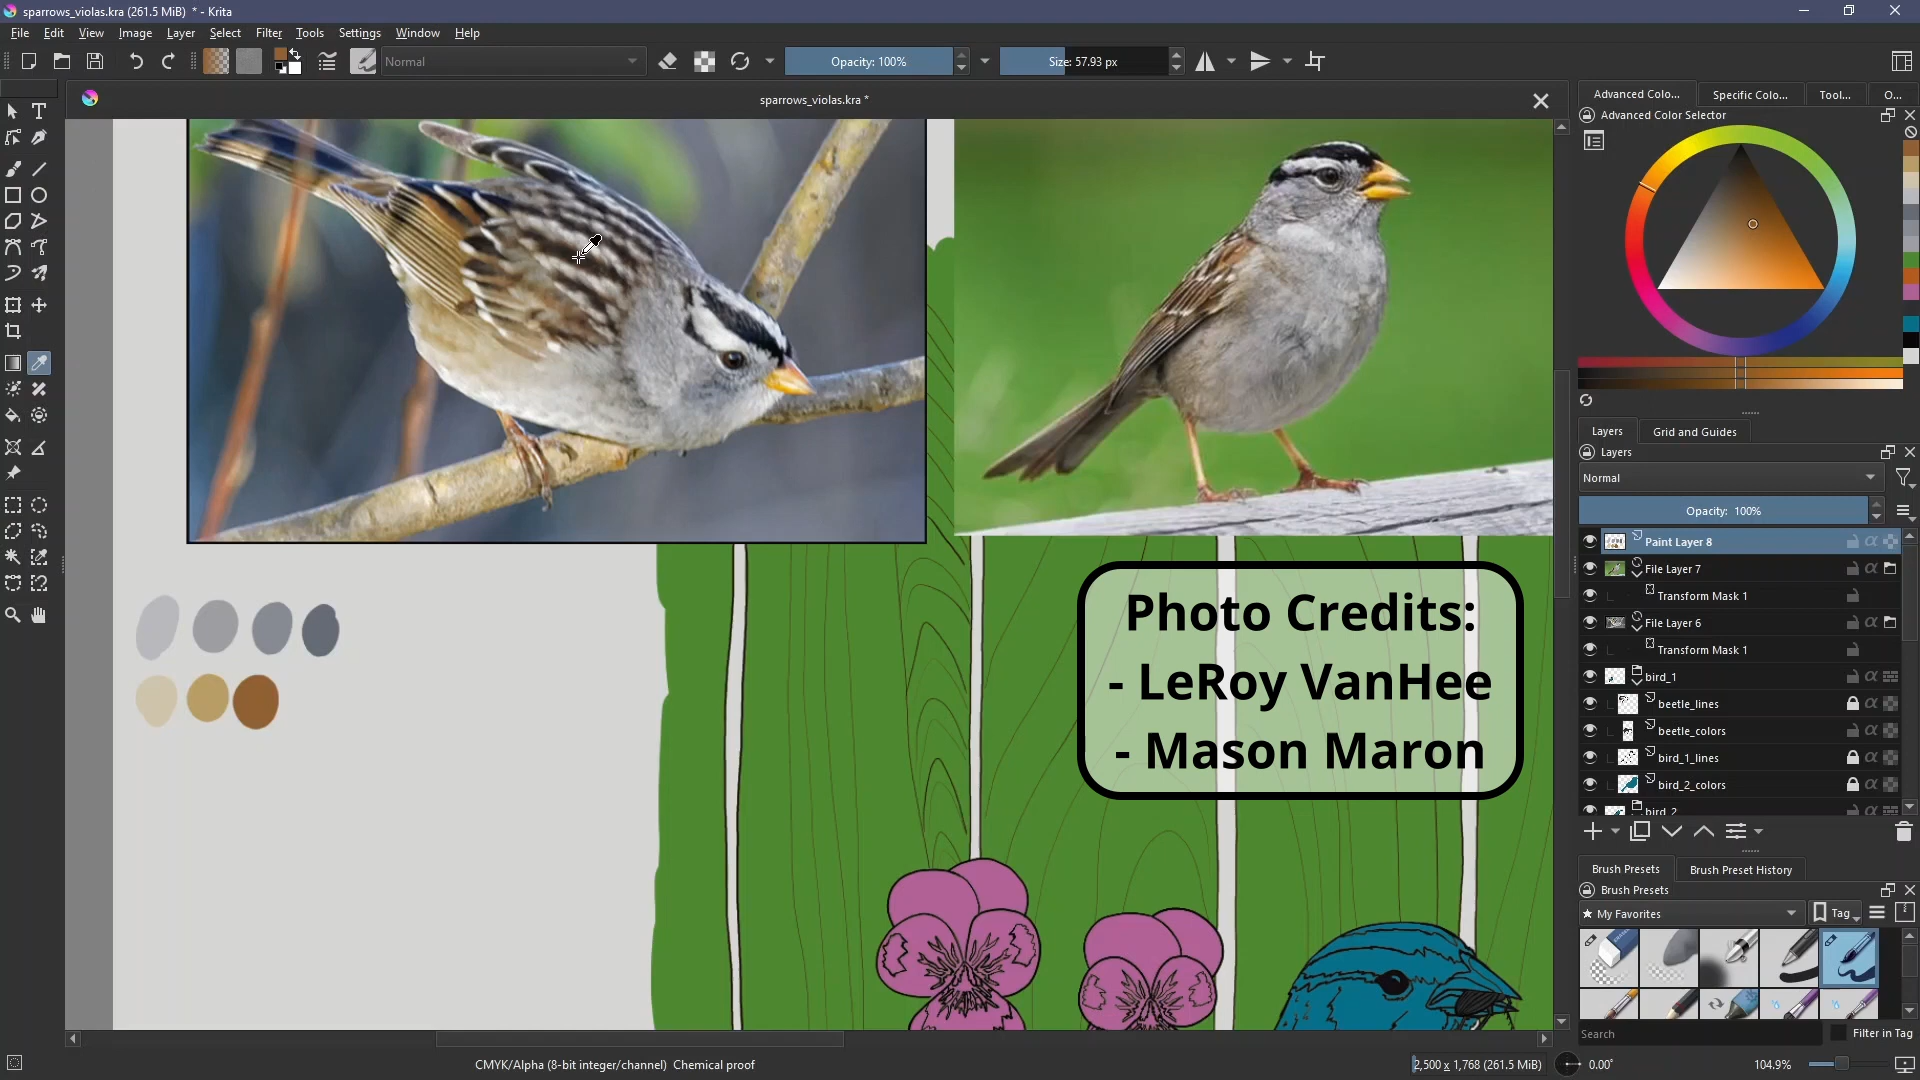 sparrows_violas.kra (261.5 MiB) * - Krita
File Edit View Image Layer Select Filter Tools Settings Window Help
Normal
Opacity: 100%
Size: 57.93 px
sparrows_violas.kra *
Advanced Colo...
Specific Colo...
Tool...
O...
Advanced Color Selector
Layers
Grid and Guides
Layers
Normal
Opacity: 100%
Paint Layer 8
File Layer 7
Transform Mask 1
File Layer 6
Transform Mask 1
bird_1
beetle_lines
beetle_colors
bird_1_lines
bird_2_colors
bird_2
Photo Credits:
- LeRoy VanHee
- Mason Maron
Brush Presets
Brush Preset History
Brush Presets
★ My Favorites
Tag
Search
Filter in Tag
CMYK/Alpha (8-bit integer/channel) Chemical proof
2,500 x 1,768 (261.5 MiB)
0.00°
104.9%